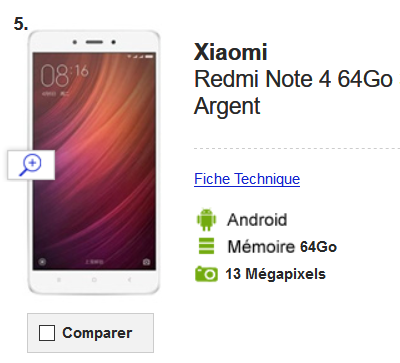 5.
Xiaomi
Redmi Note 4 64Go
Argent
08:16
Fiche Technique
Android
Mémoire 64Go
13 Mégapixels
Comparer